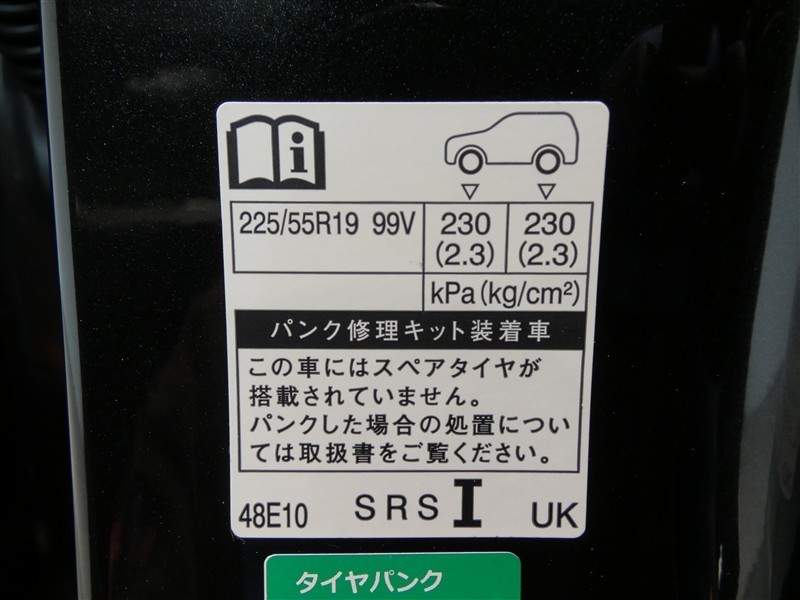 i
225/55R19 99V 230 230
(2.3) (2.3)
kPa(kg/cm²)
パンク修理キット装着車
この車にはスペアタイヤが
搭載されていません。
パンクした場合の処置につい
ては取扱書をご覧ください。
48E10 SRS I UK
タイヤパンク